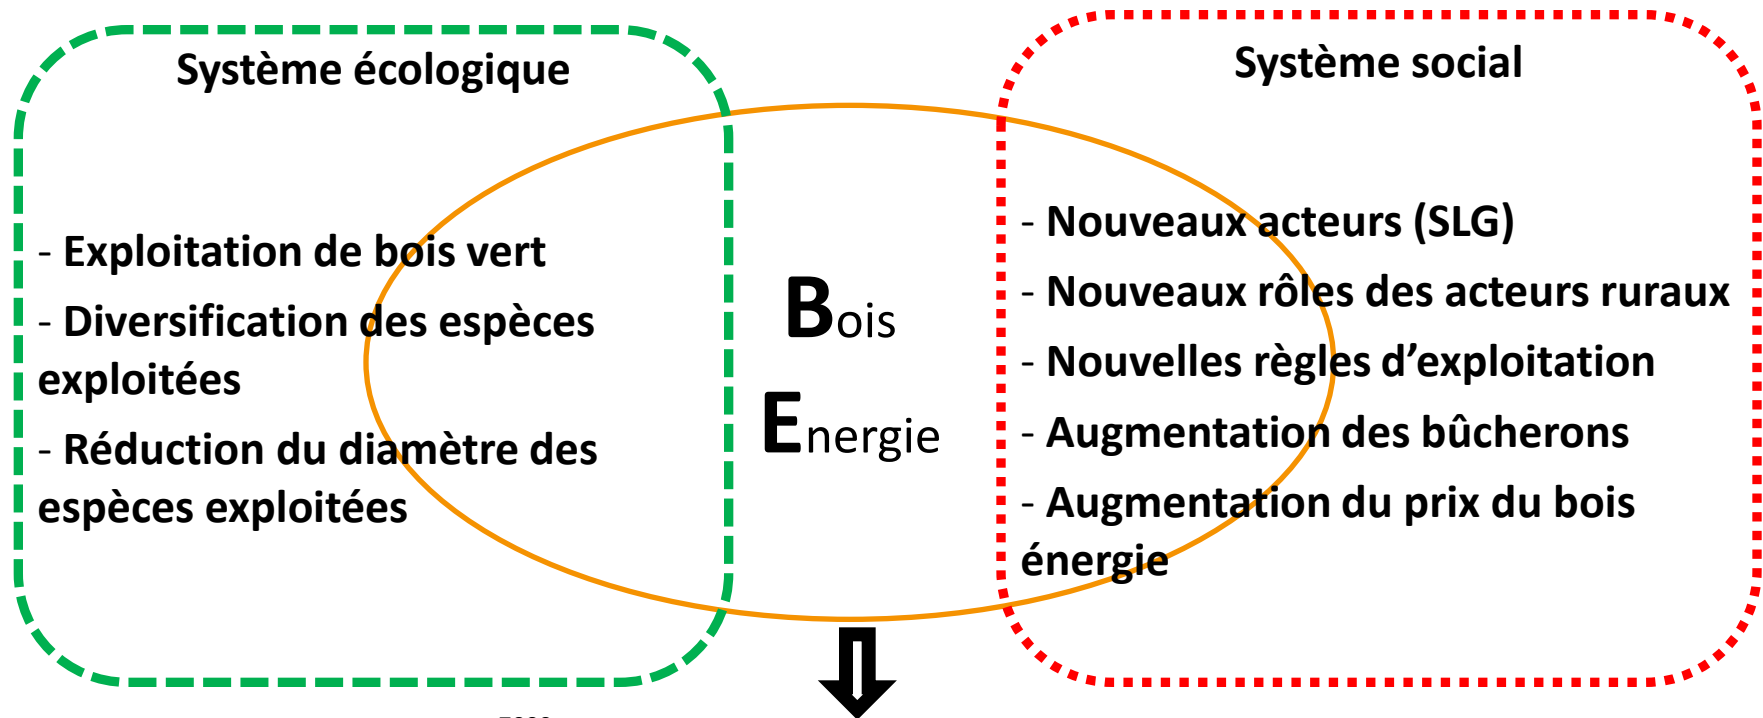 Système écologique
- Exploitation de bois vert
- Diversification des espèces
exploitées
- Réduction du diamètre des
espèces exploitées
Bois
Energie
Système social
- Nouveaux acteurs (SLG)
- Nouveaux rôles des acteurs ruraux
- Nouvelles règles d’exploitation
- Augmentation des bûcherons
- Augmentation du prix du bois
énergie